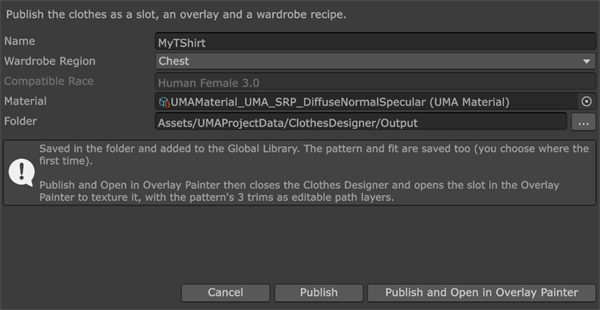 Publish the clothes as a slot, an overlay and a wardrobe recipe.
Name MyTShirt
Wardrobe Region Chest
Compatible Race Human Female 3.0
Material UMAMaterial_UMA_SRP_DiffuseNormalSpecular (UMA Material)
Folder Assets/UMAProjectData/ClothesDesigner/Output ...
Saved in the folder and added to the Global Library. The pattern and fit are saved too (you choose where the
first time).
Publish and Open in Overlay Painter then closes the Clothes Designer and opens the slot in the Overlay
Painter to texture it, with the pattern's 3 trims as editable path layers.
Cancel Publish Publish and Open in Overlay Painter